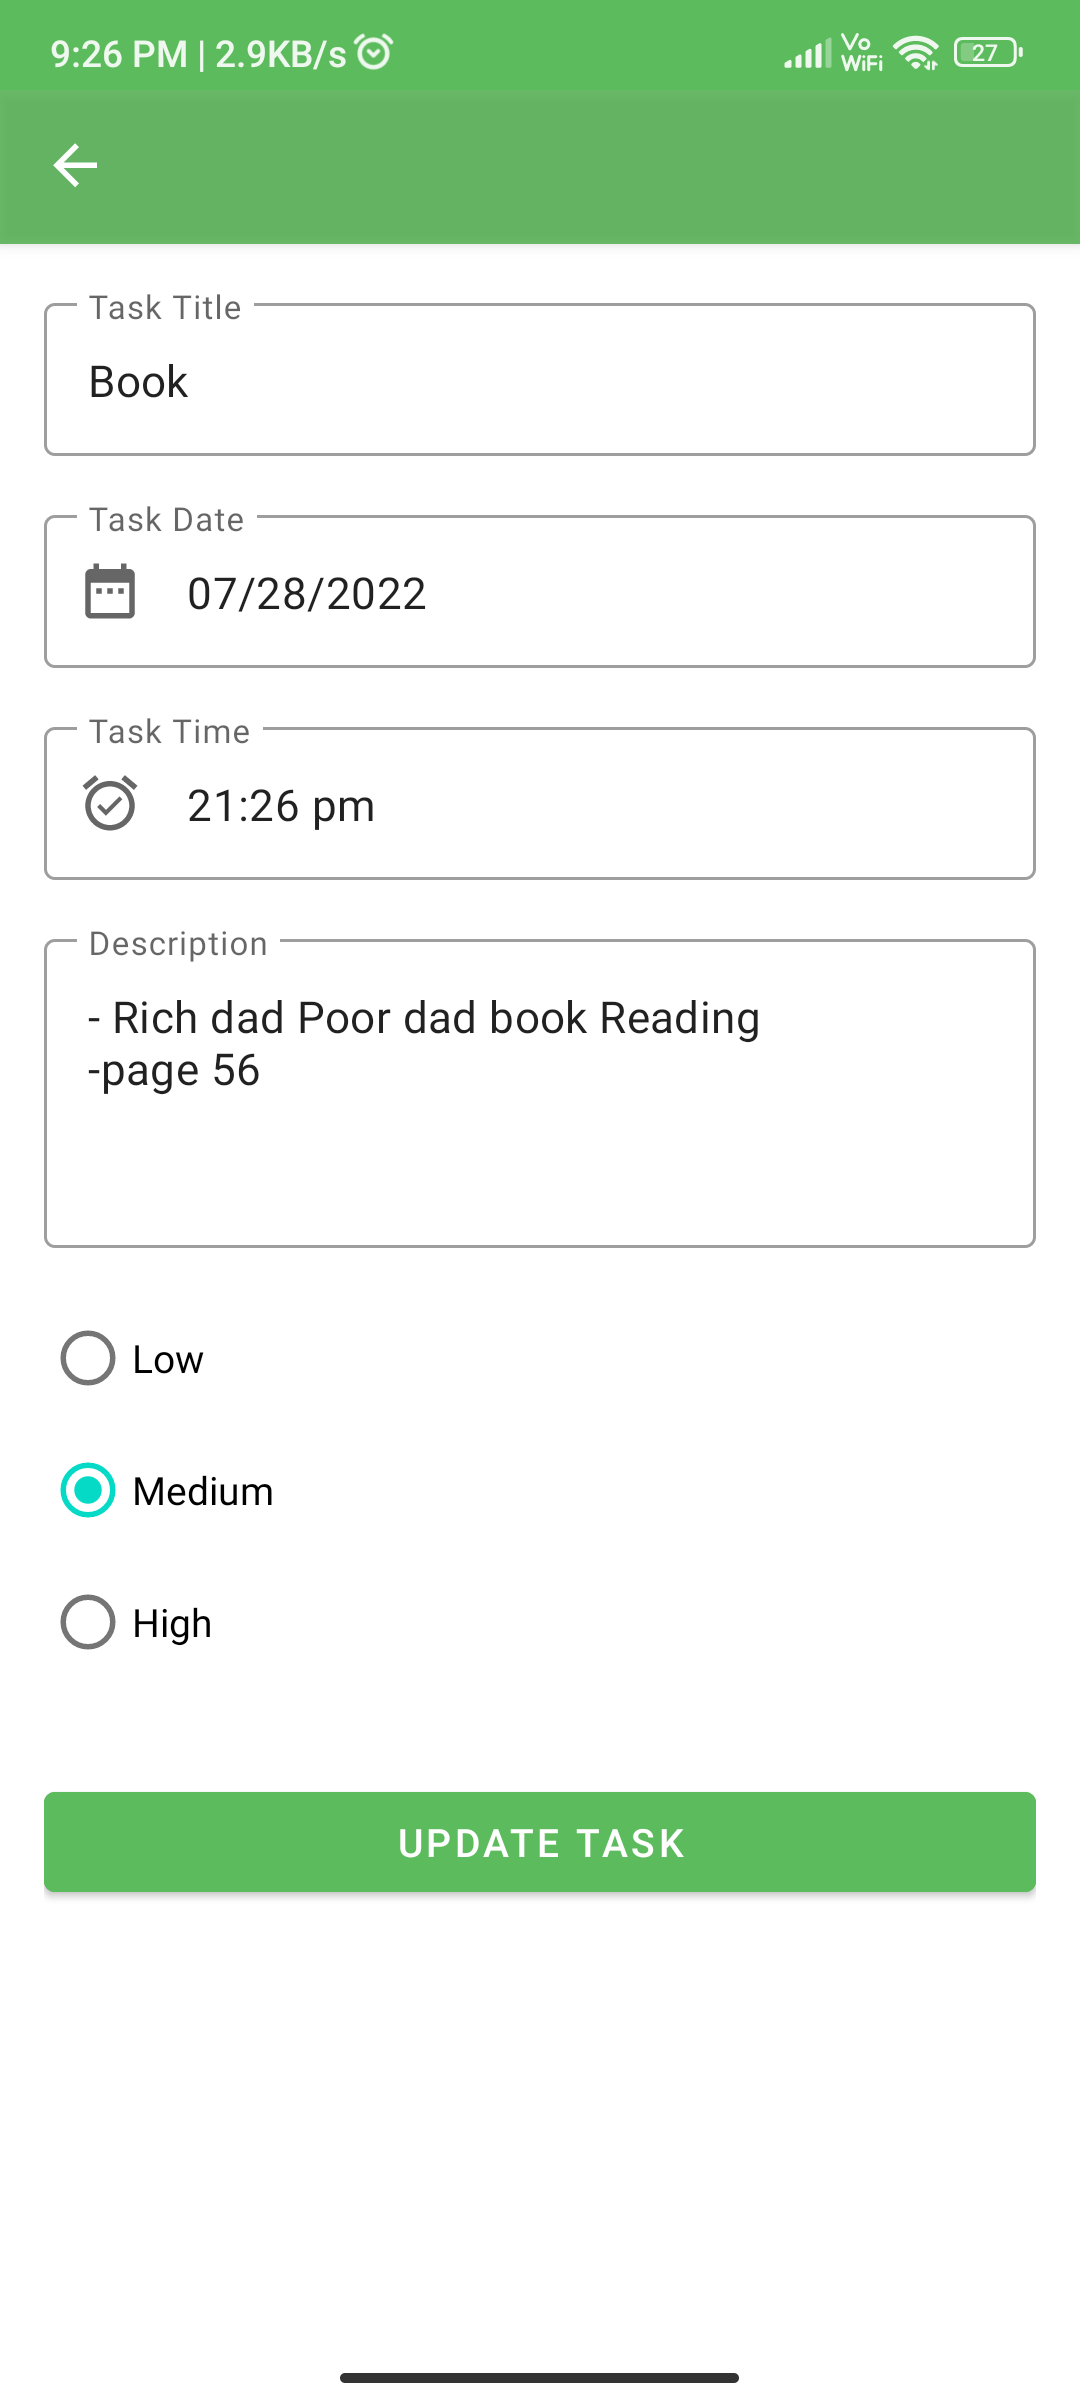 9:26 PM | 2.9KB/s
Vo
WiFi
27
Task Title
Book
Task Date
07/28/2022
Task Time
21:26 pm
Description
- Rich dad Poor dad book Reading
-page 56
Low
Medium
High
UPDATE TASK